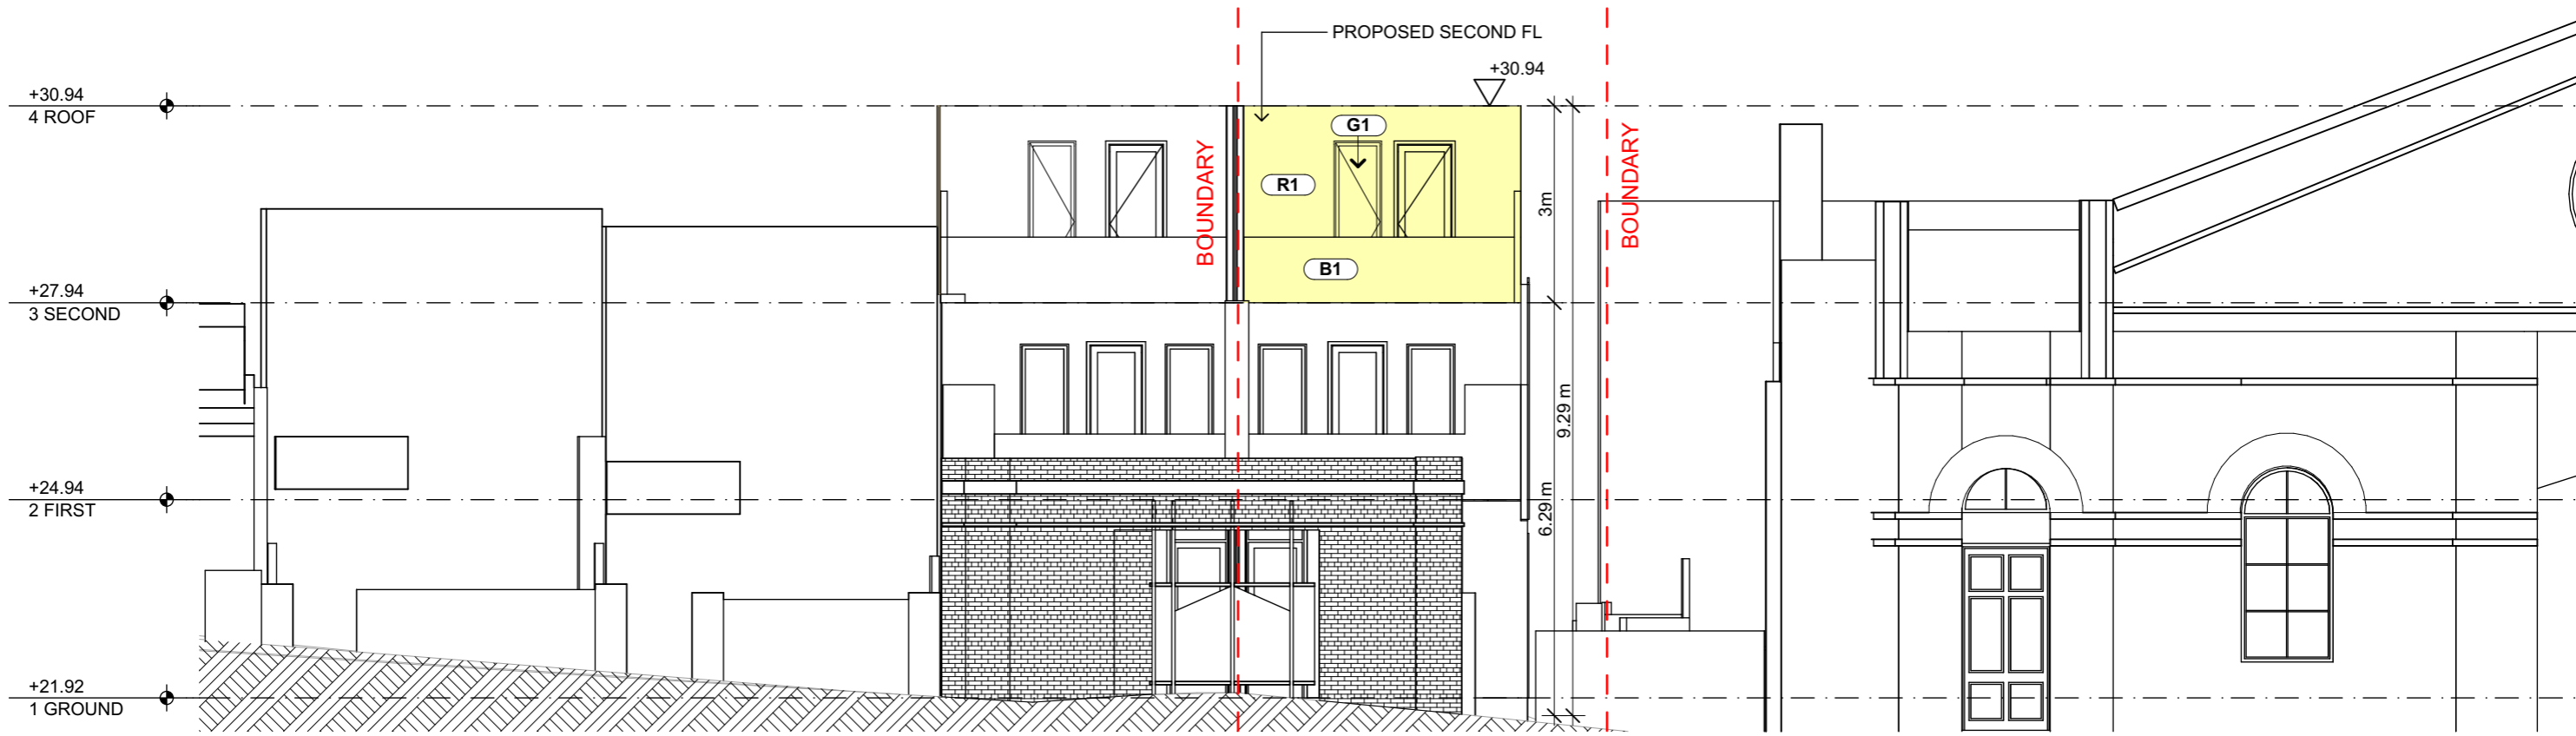 PROPOSED SECOND FL
+30.94
+30.94
4 ROOF
G1
BOUNDARY
BOUNDARY
R1
3m
B1
+27.94
3 SECOND
9.29 m
+24.94
2 FIRST
6.29 m
+21.92
1 GROUND